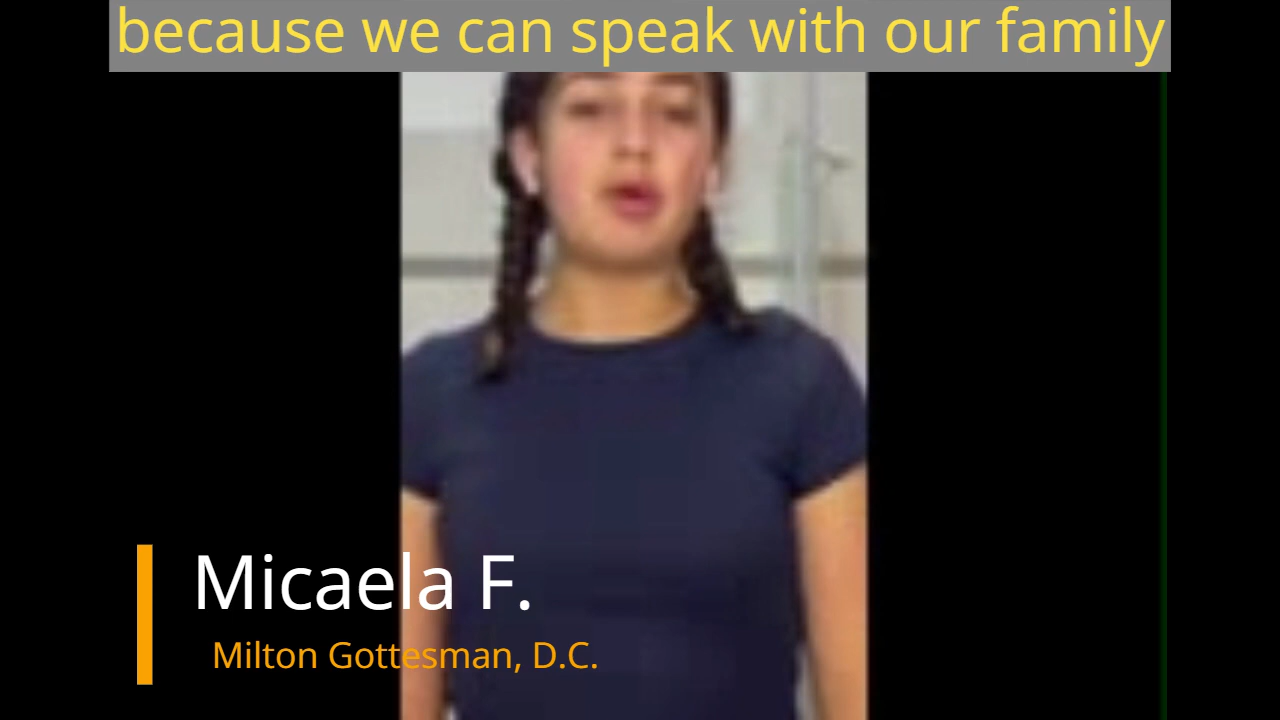 because we can speak with our family
Micaela F.
Milton Gottesman, D.C.